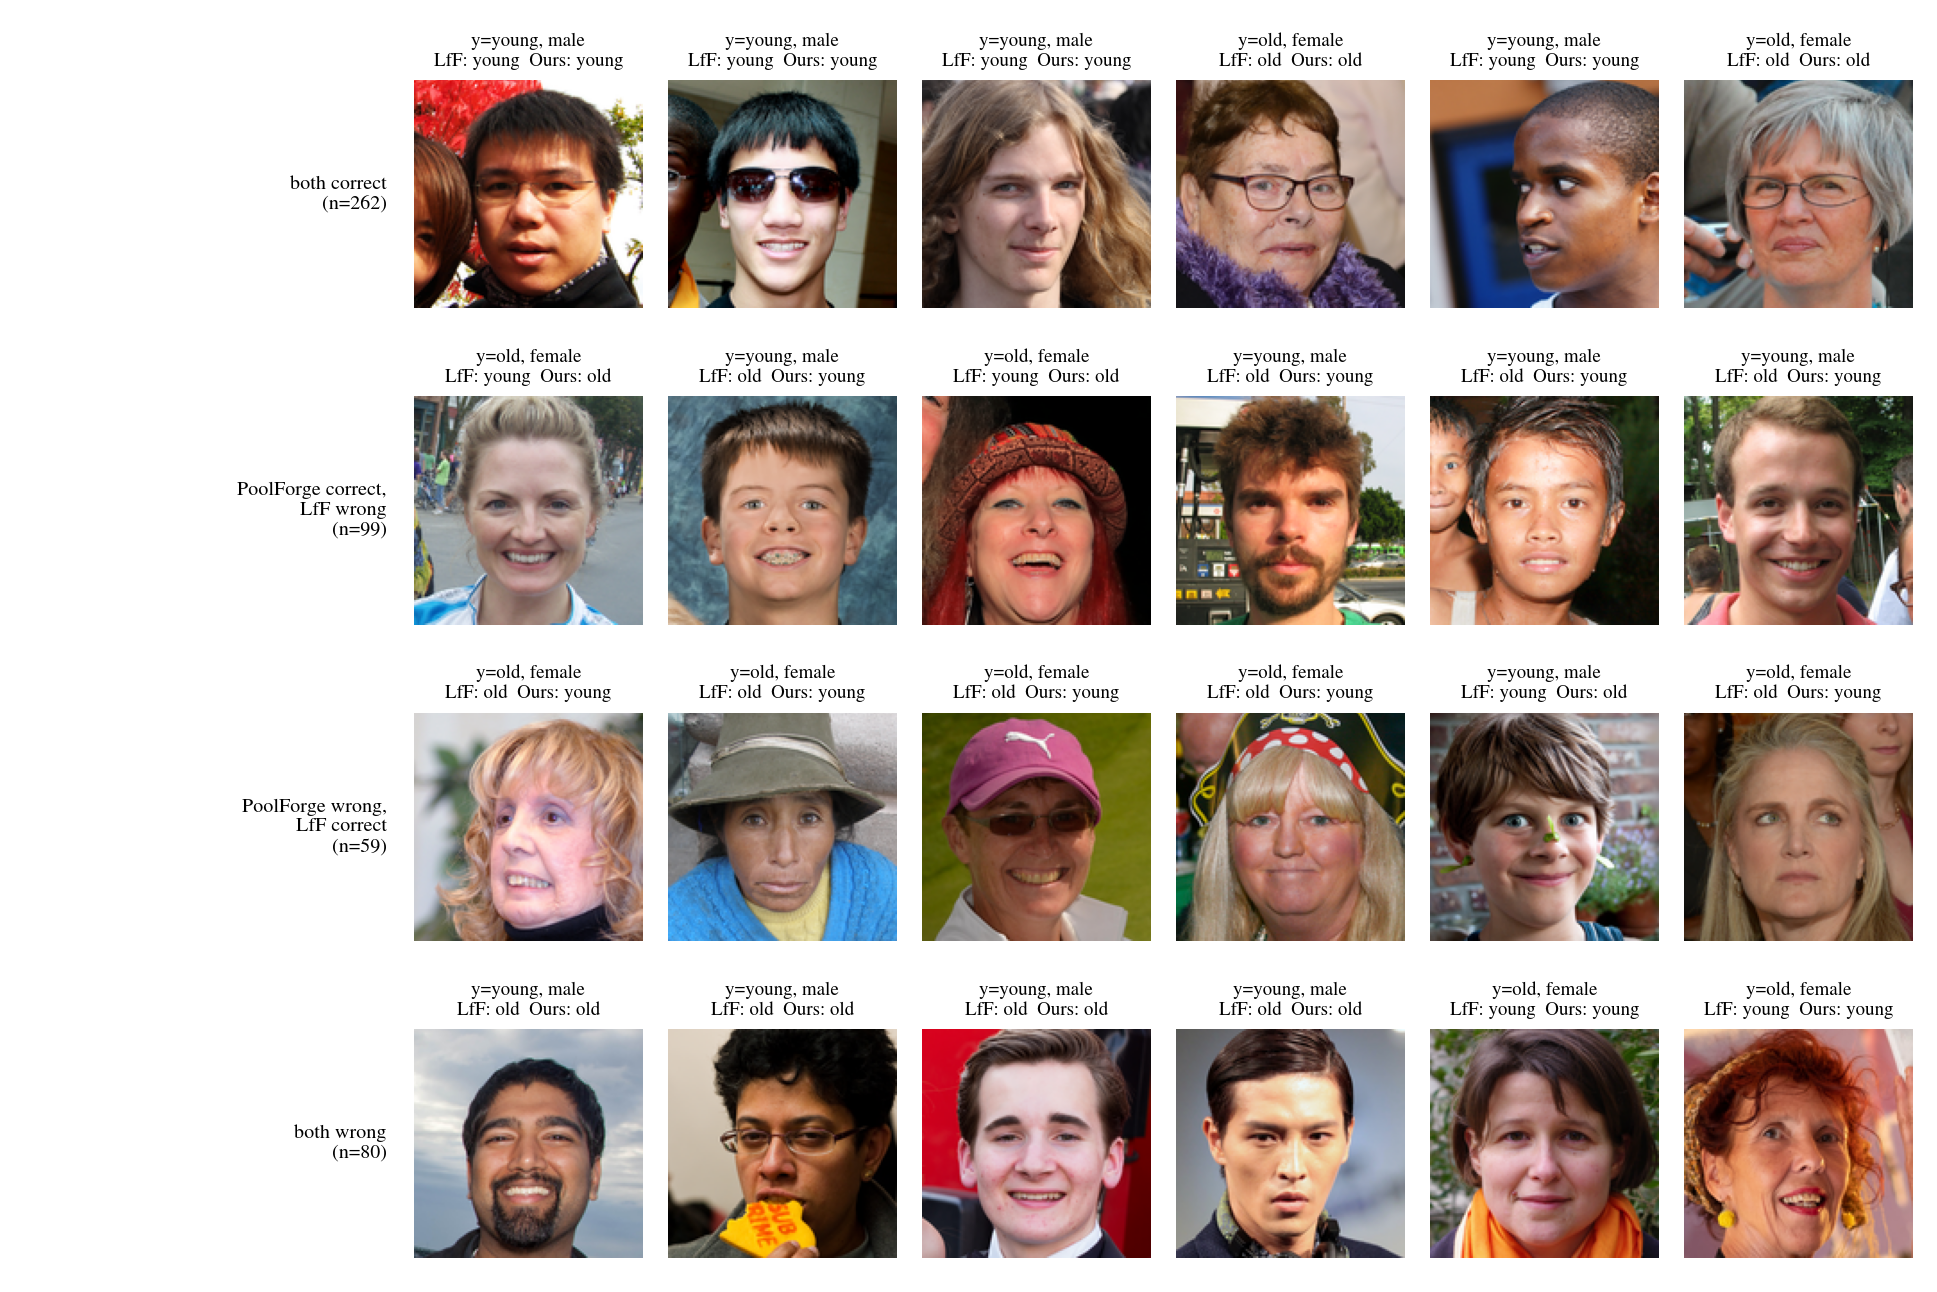 y=young, male
LfF: young  Ours: young
y=young, male
LfF: young  Ours: young
y=young, male
LfF: young  Ours: young
y=old, female
LfF: old  Ours: old
y=young, male
LfF: young  Ours: young
y=old, female
LfF: old  Ours: old
both correct
(n=262)
y=old, female
LfF: young  Ours: old
y=young, male
LfF: old  Ours: young
y=old, female
LfF: young  Ours: old
y=young, male
LfF: old  Ours: young
y=young, male
LfF: old  Ours: young
y=young, male
LfF: old  Ours: young
PoolForge correct,
LfF wrong
(n=99)
y=old, female
LfF: old  Ours: young
y=old, female
LfF: old  Ours: young
y=old, female
LfF: old  Ours: young
y=old, female
LfF: old  Ours: young
y=young, male
LfF: young  Ours: old
y=old, female
LfF: old  Ours: young
PoolForge wrong,
LfF correct
(n=59)
y=young, male
LfF: old  Ours: old
y=young, male
LfF: old  Ours: old
y=young, male
LfF: old  Ours: old
y=young, male
LfF: old  Ours: old
y=old, female
LfF: young  Ours: young
y=old, female
LfF: young  Ours: young
both wrong
(n=80)
SUB
RIME